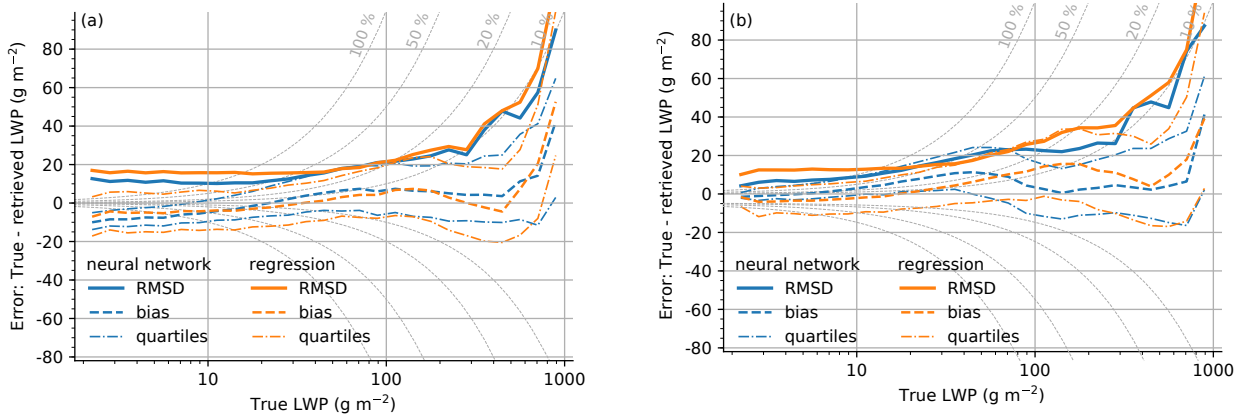 (a)
100 %
50 %
20 %
10 %
80
60
40
20
0
-20
-40
-60
-80
Error: True - retrieved LWP (g m−2)
neural network regression
RMSD RMSD
bias bias
quartiles quartiles
10 100 1000
True LWP (g m−2)
(b)
100 %
50 %
20 %
10 %
80
60
40
20
0
-20
-40
-60
-80
Error: True - retrieved LWP (g m−2)
neural network regression
RMSD RMSD
bias bias
quartiles quartiles
10 100 1000
True LWP (g m−2)